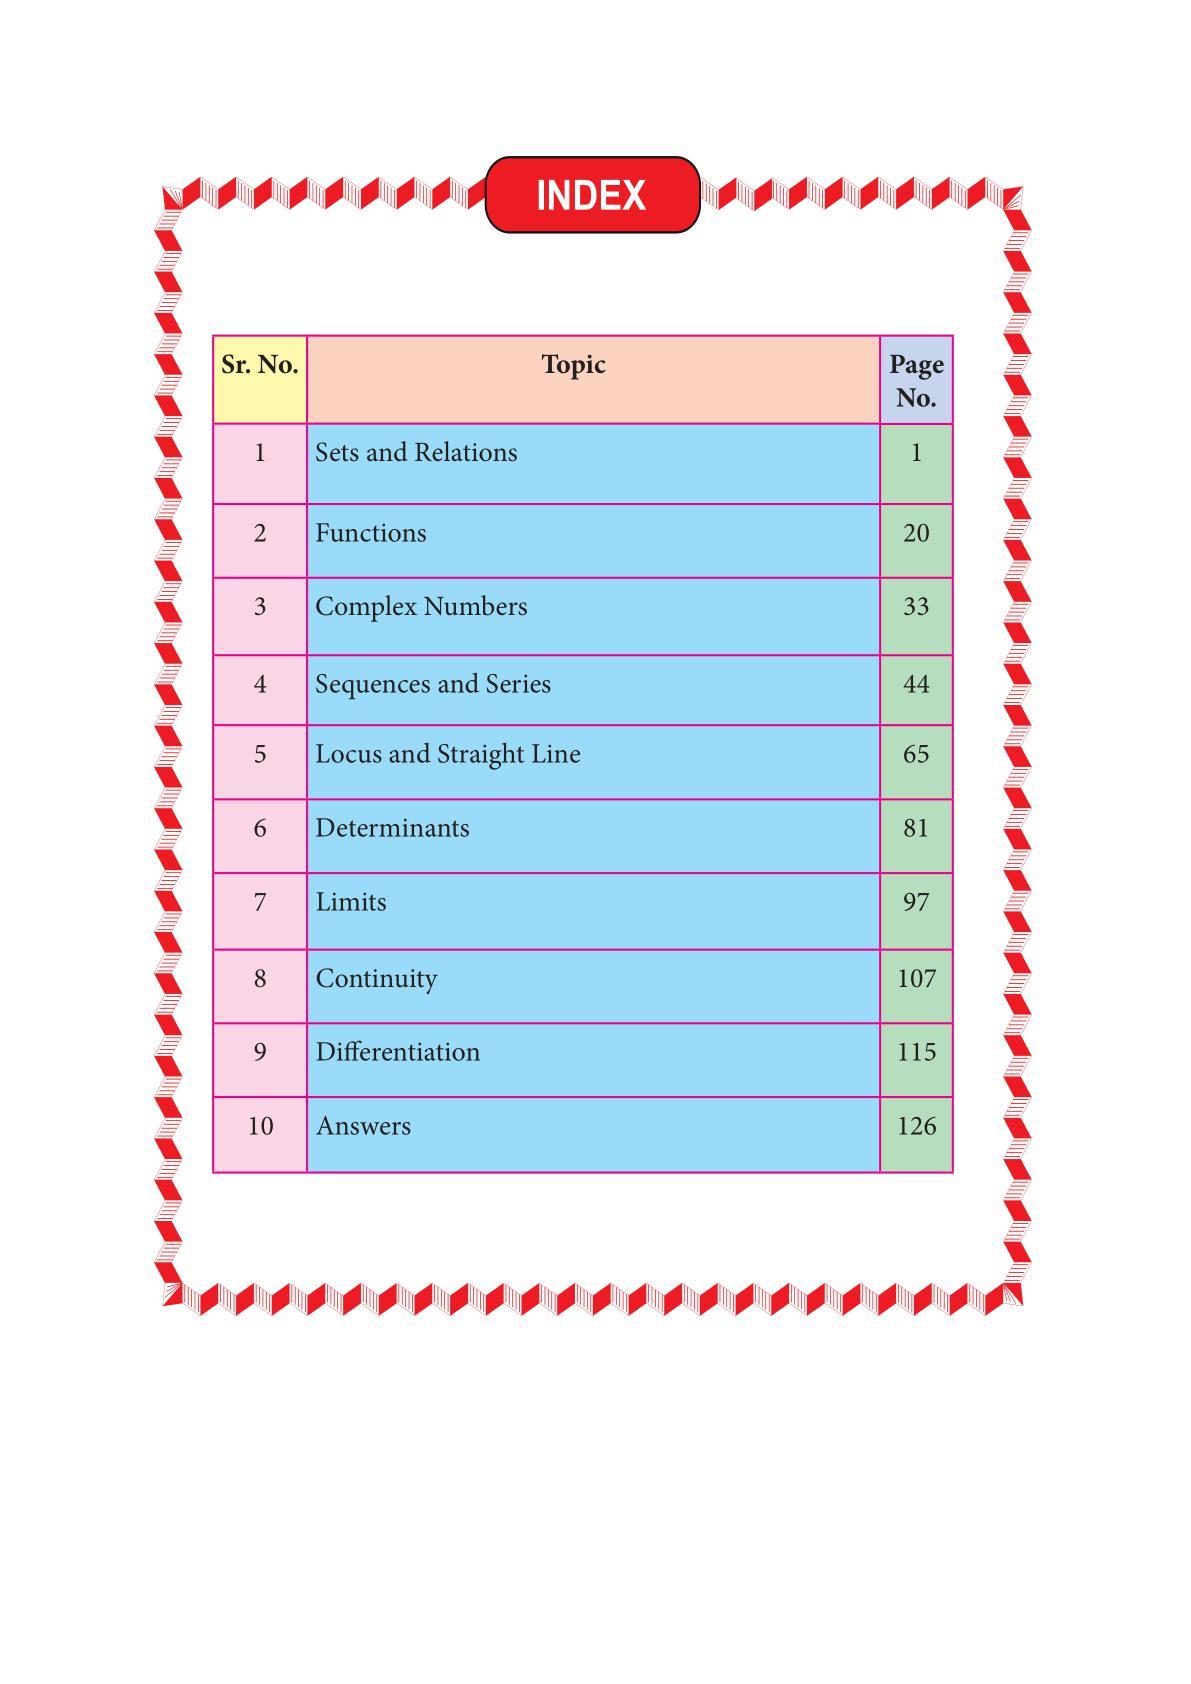 INDEX
Sr. No. Topic Page No.
1 Sets and Relations 1
2 Functions 20
3 Complex Numbers 33
4 Sequences and Series 44
5 Locus and Straight Line 65
6 Determinants 81
7 Limits 97
8 Continuity 107
9 Differentiation 115
10 Answers 126